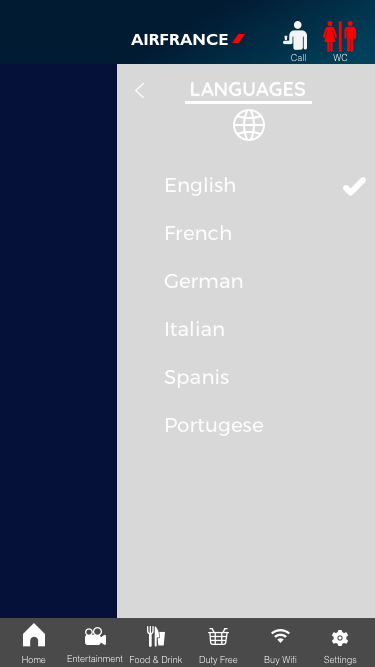 AIRFRANCE
Call
WC
LANGUAGES
English
French
German
Italian
Spanis
Portugese
Home
Entertainment
Food & Drink
Duty Free
Buy Wifi
Settings